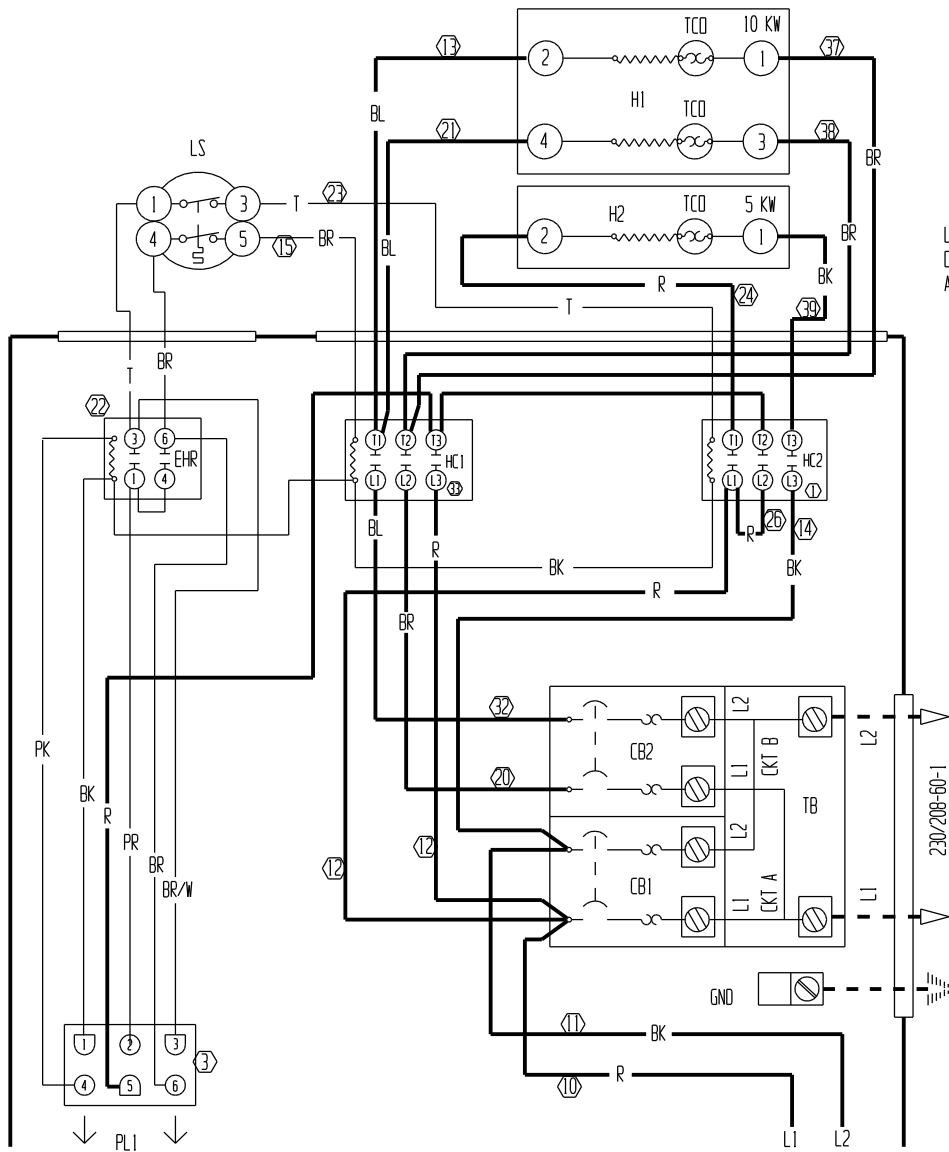 TCO 10 KW
13 2 1 37
H1
BL
21 TCO 38
4 3 BR
LS
1 3 T 23
H2 TCO 5 KW
4 5 15 BR
2 1
BL BR
L
C
A
R 24 BK
T 39
T BR
22
3 6 EHR
1 4
T1 T2 T3 HC1
L1 L2 L3 33
T1 T2 T3 HC2
L1 L2 L3 1
BL R
R 26 14
BK BK
R
BR
32 L2
CB2 L1 CKT B
L2
PK
20 TB
BK
R
PR
BR
BR/W
12 12
L2
CB1
L1 CKT A
L1
230/208-60-1
GND
11 BK
10 R
1 2 3 3
4 5 6
PL1
L1 L2